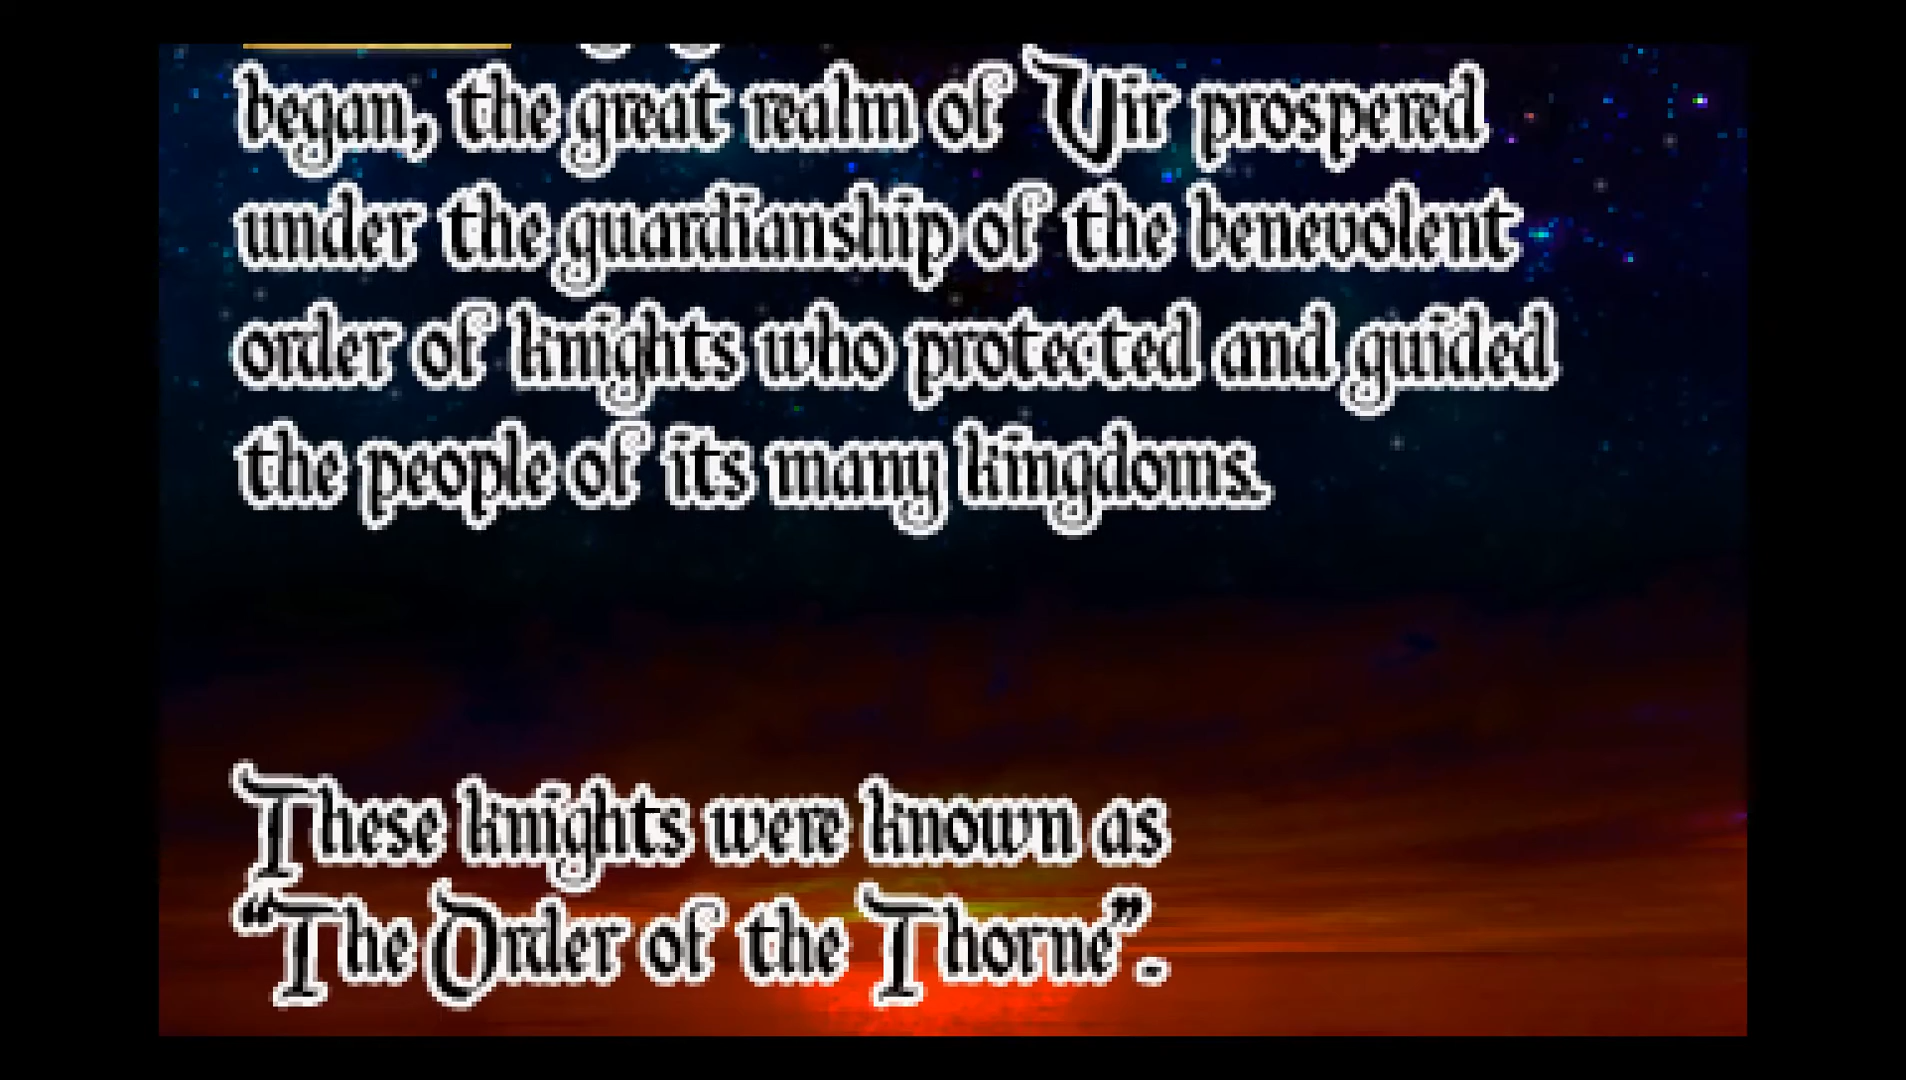 began, the great realm of Uir prospered
under the guardianship of the benevolent
order of knights who protected and guided
the people of its many kingdoms.
These knights were known as
“The Order of the Thorne”.